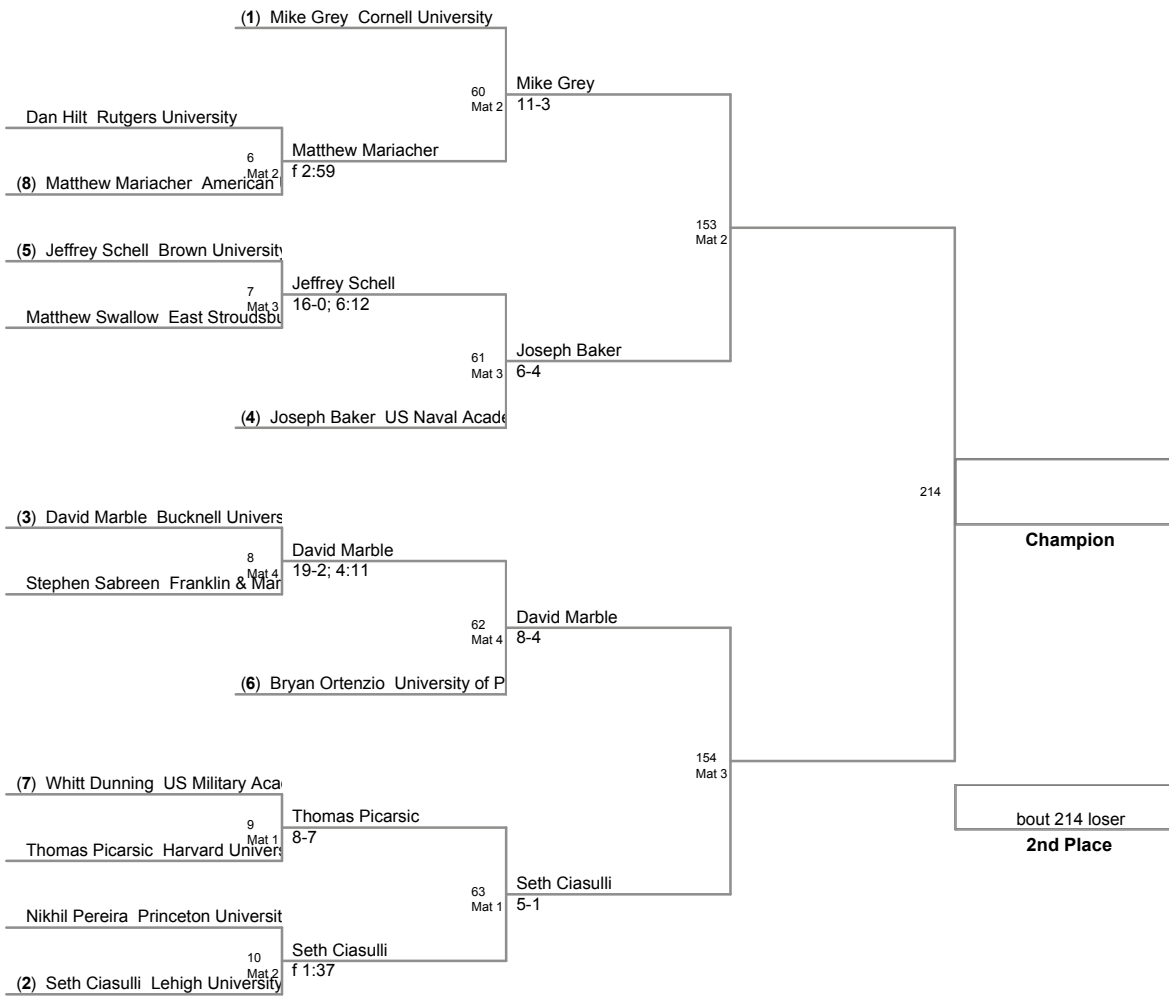 (1) Mike Grey Cornell University
60
Mat 2
Mike Grey
11-3
Dan Hilt Rutgers University
6
Mat 2
Matthew Mariacher
f 2:59
(8) Matthew Mariacher American
153
Mat 2
(5) Jeffrey Schell Brown University
7
Mat 3
Jeffrey Schell
16-0; 6:12
Matthew Swallow East Stroudsbu
61
Mat 3
Joseph Baker
6-4
(4) Joseph Baker US Naval Acade
214
Champion
(3) David Marble Bucknell Univers
8
Mat 4
David Marble
19-2; 4:11
Stephen Sabreen Franklin & Mar
62
Mat 4
David Marble
8-4
(6) Bryan Ortenzio University of P
154
Mat 3
(7) Whitt Dunning US Military Aca
9
Mat 1
Thomas Picarsic
8-7
Thomas Picarsic Harvard Univers
bout 214 loser
2nd Place
63
Mat 1
Seth Ciasulli
5-1
Nikhil Pereira Princeton Universit
10
Mat 2
Seth Ciasulli
f 1:37
(2) Seth Ciasulli Lehigh University